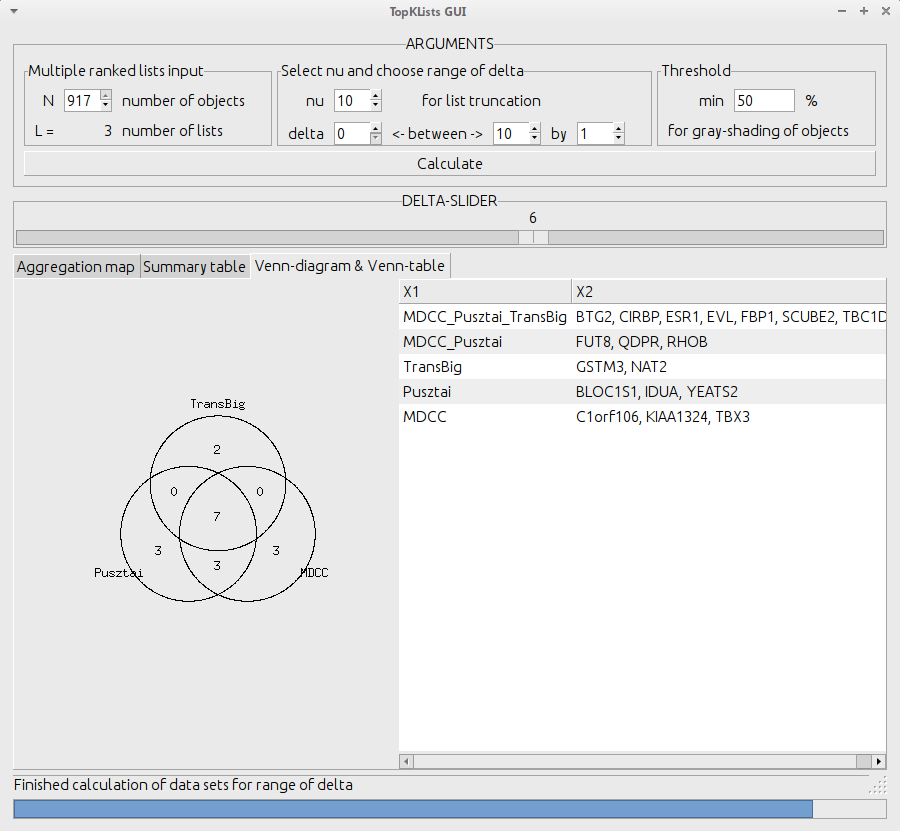 TopKLists GUI
ARGUMENTS
Multiple ranked lists input
N 917 number of objects
L = 3 number of lists
Select nu and choose range of delta
nu 10 for list truncation
delta 0 <- between -> 10 by 1
Threshold
min 50 %
for gray-shading of objects
Calculate
DELTA-SLIDER
6
Aggregation map Summary table Venn-diagram & Venn-table
TransBig
2
0 0
7
3 3
3
Pusztai MDCC
X1 X2
MDCC_Pusztai_TransBig BTG2, CIRBP, ESR1, EVL, FBP1, SCUBE2, TBC1D
MDCC_Pusztai FUT8, QDPR, RHOB
TransBig GSTM3, NAT2
Pusztai BLOC1S1, IDUA, YEATS2
MDCC C1orf106, KIAA1324, TBX3
Finished calculation of data sets for range of delta